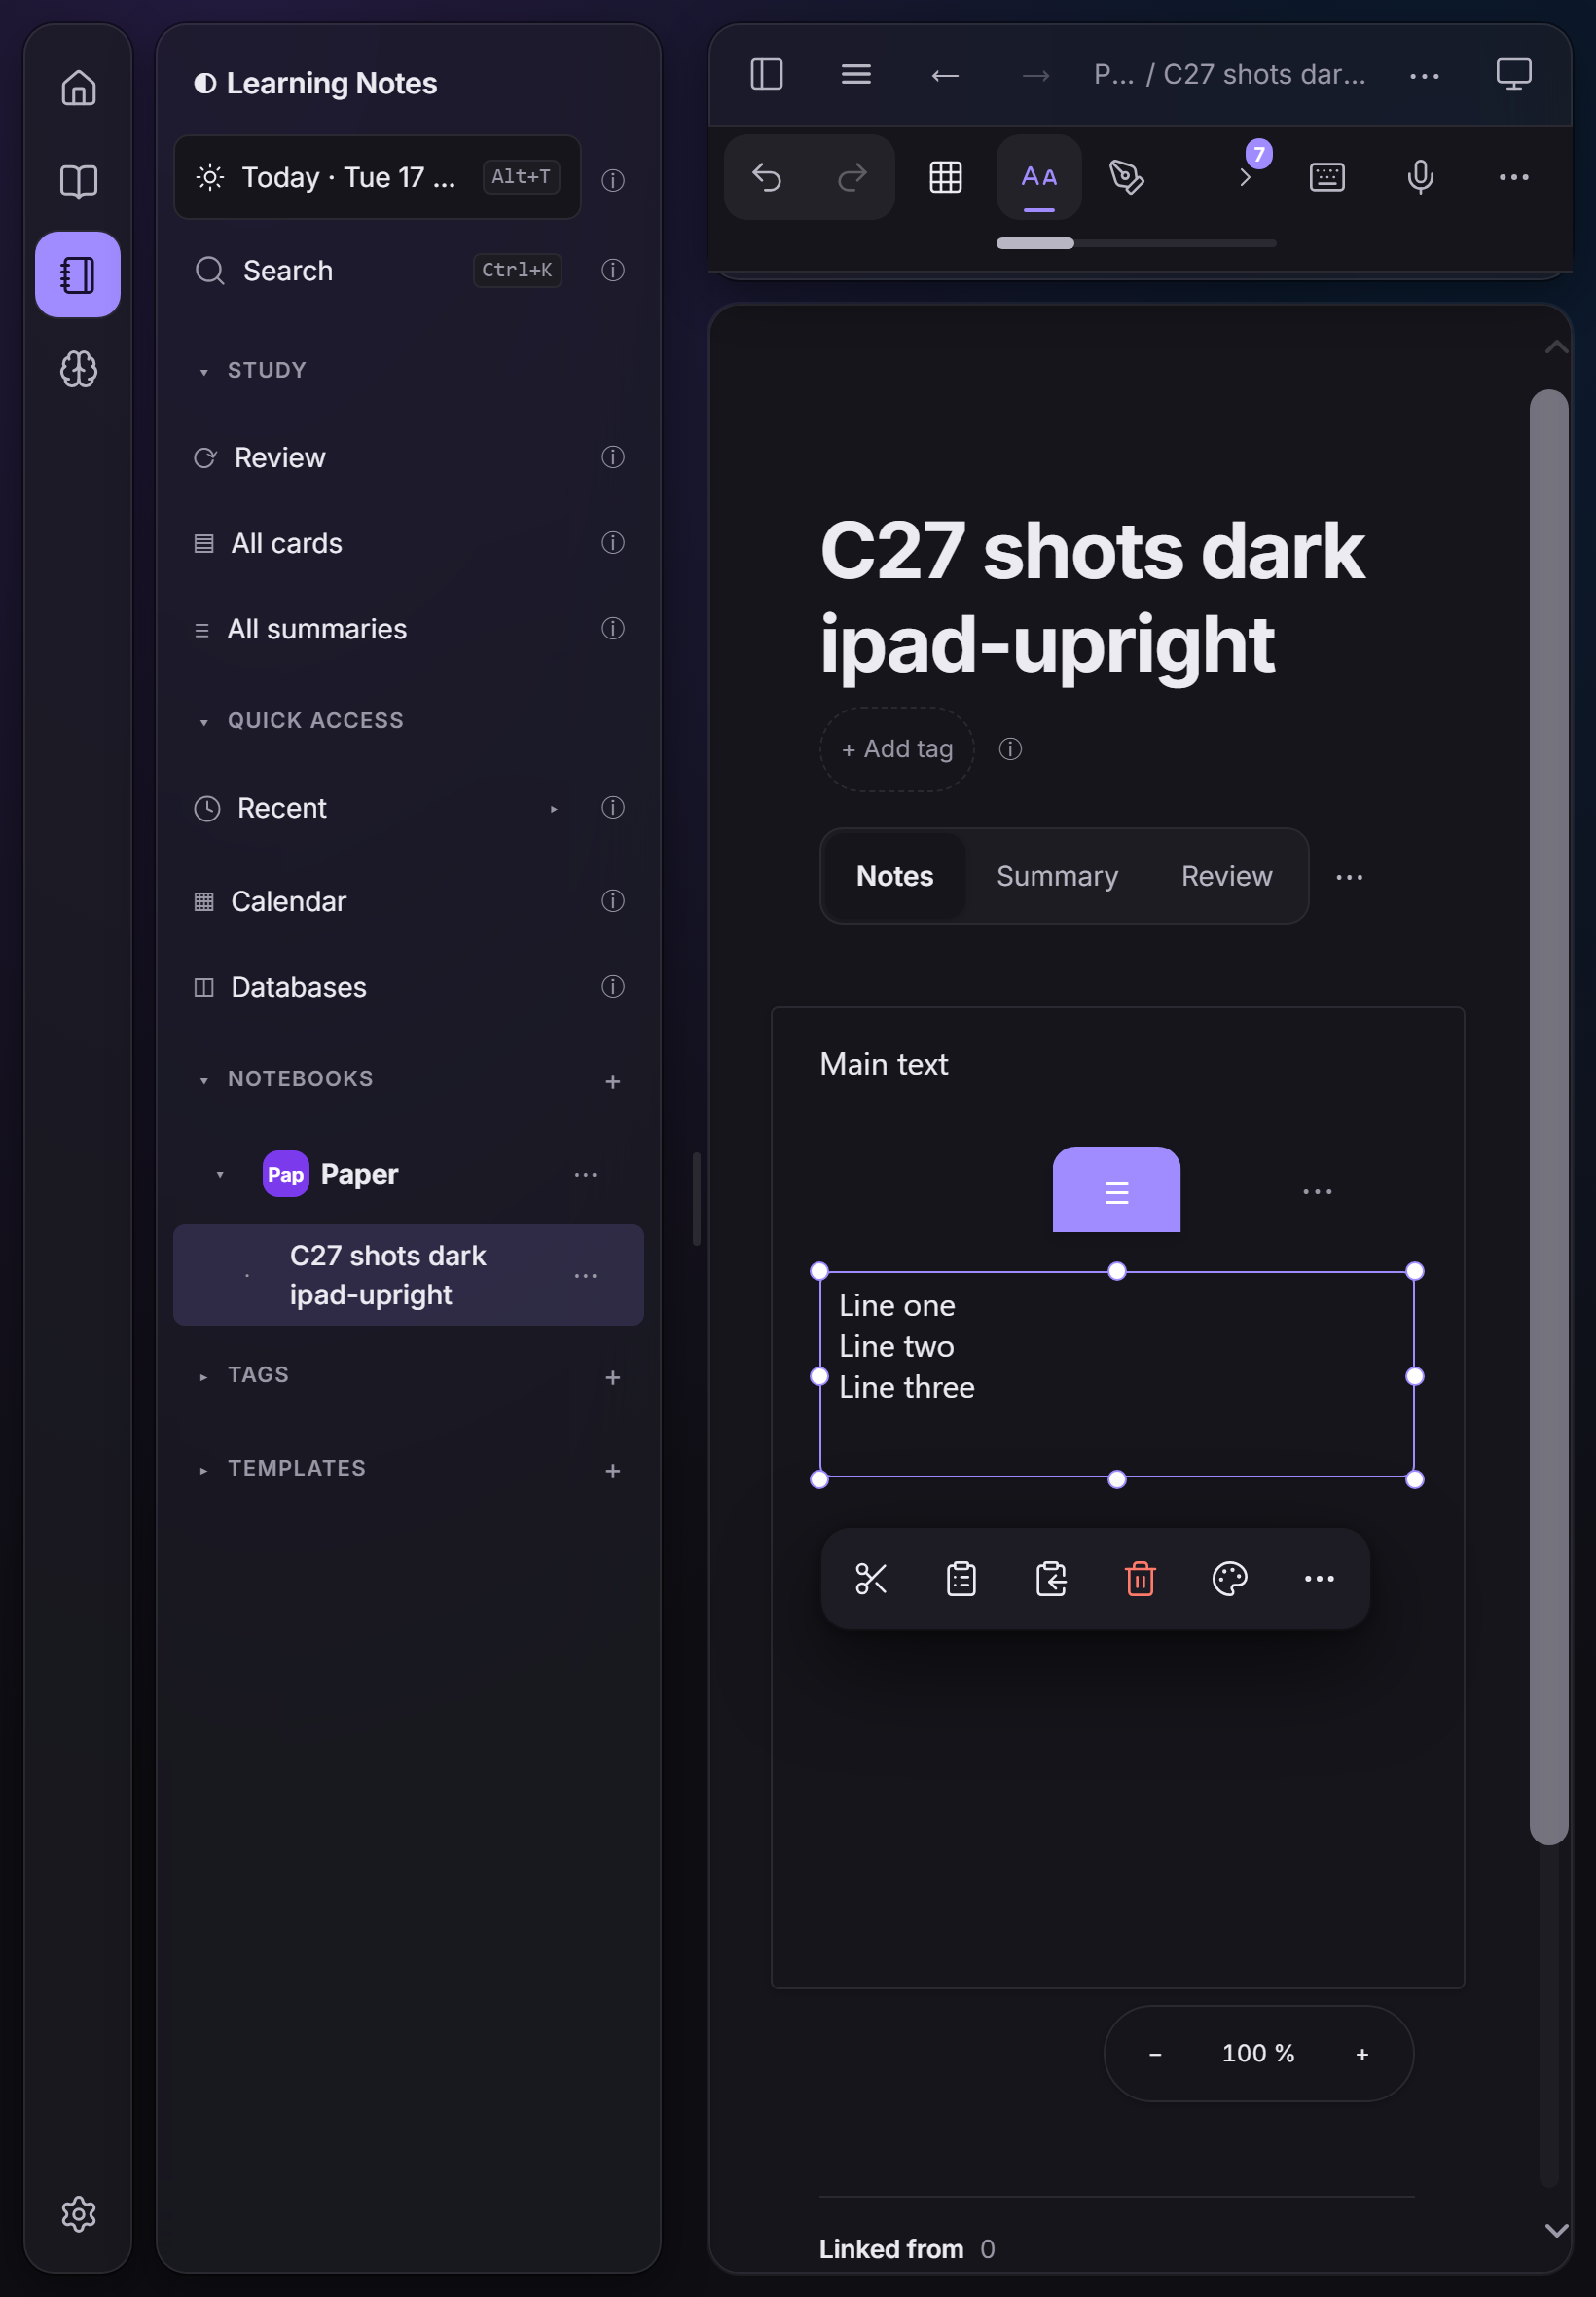 Learning Notes
Today · Tue 17 ... Alt+T
Search Ctrl+K
STUDY
Review
All cards
All summaries
QUICK ACCESS
Recent
Calendar
Databases
NOTEBOOKS
Pap Paper
C27 shots dark
ipad-upright
TAGS
TEMPLATES
P... / C27 shots dar...
AA
7
C27 shots dark
ipad-upright
+ Add tag
Notes Summary Review
Main text
Line one
Line two
Line three
− 100 % +
Linked from 0